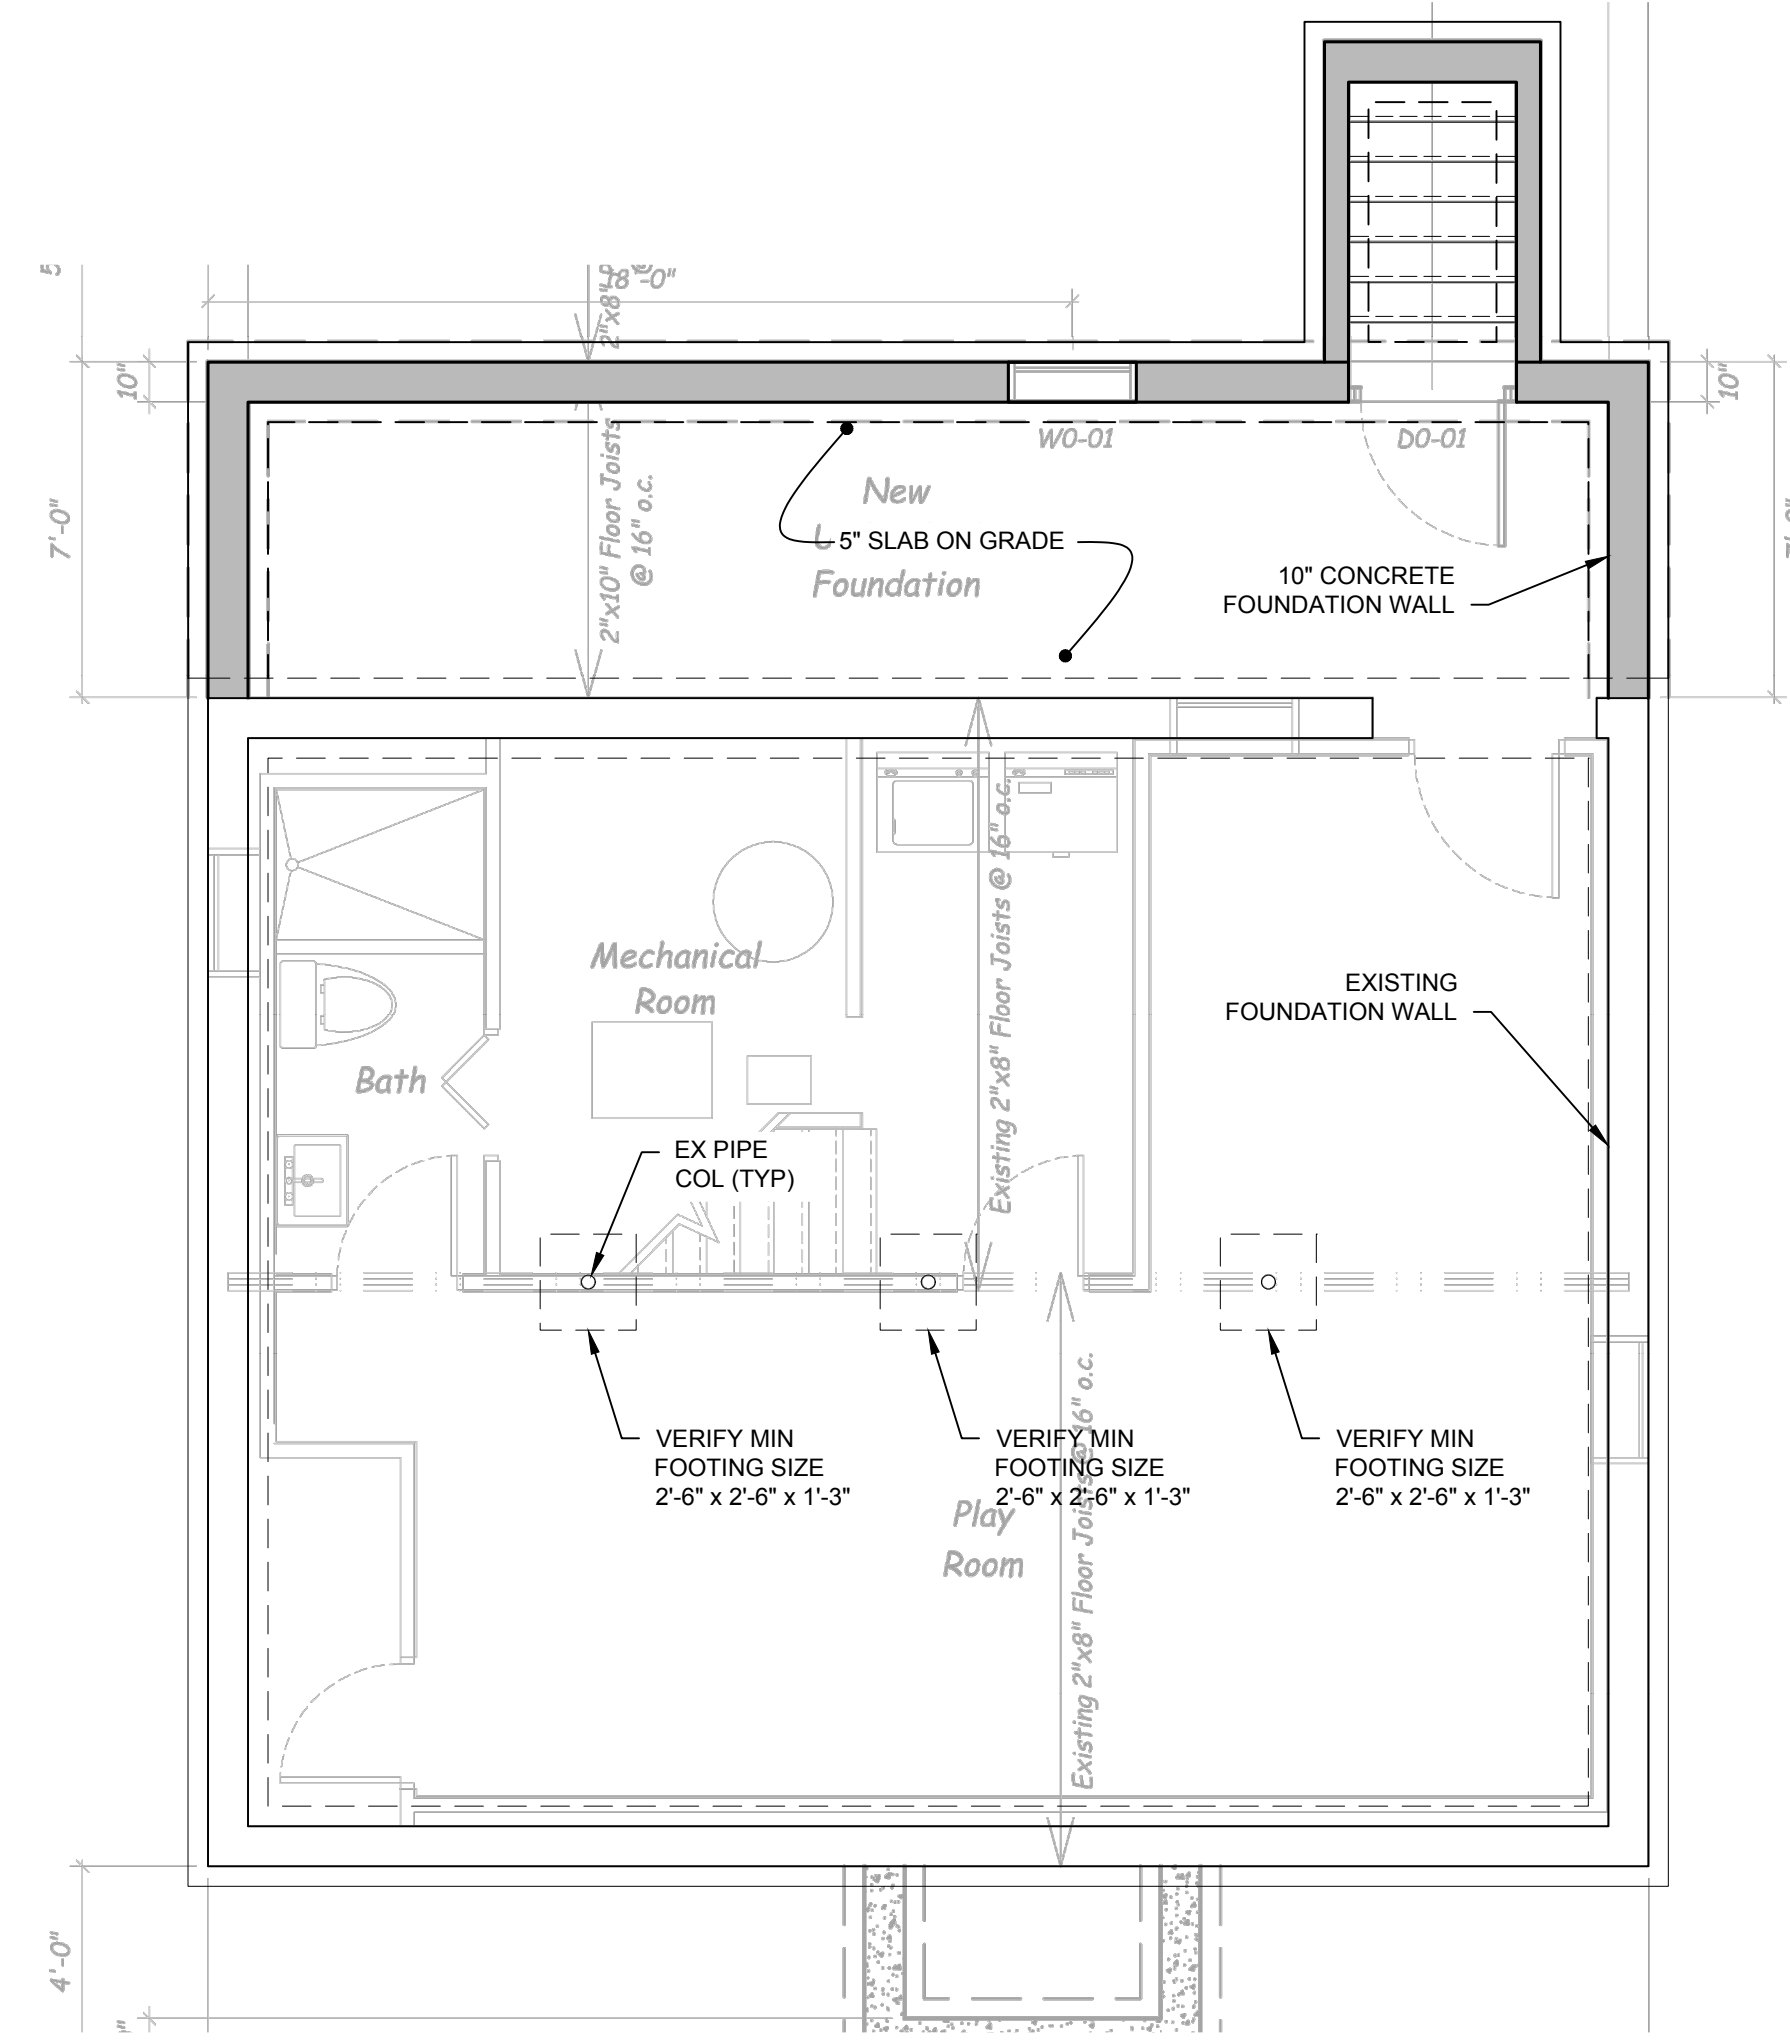 18'-0"
2"x8"
10"
10"
7'-0"
W0-01
D0-01
2"x10" Floor Joists
@ 16" o.c.
New
Foundation
5" SLAB ON GRADE
10" CONCRETE
FOUNDATION WALL
Mechanical
Room
Existing 2"x8" Floor Joists @ 16" o.c.
EXISTING
FOUNDATION WALL
Bath
EX PIPE
COL (TYP)
VERIFY MIN
FOOTING SIZE
2'-6" x 2'-6" x 1'-3"
VERIFY MIN
FOOTING SIZE
2'-6" x 2'-6" x 1'-3"
VERIFY MIN
FOOTING SIZE
2'-6" x 2'-6" x 1'-3"
Existing 2"x8" Floor Joists @ 16" o.c.
Play
Room
4'-0"